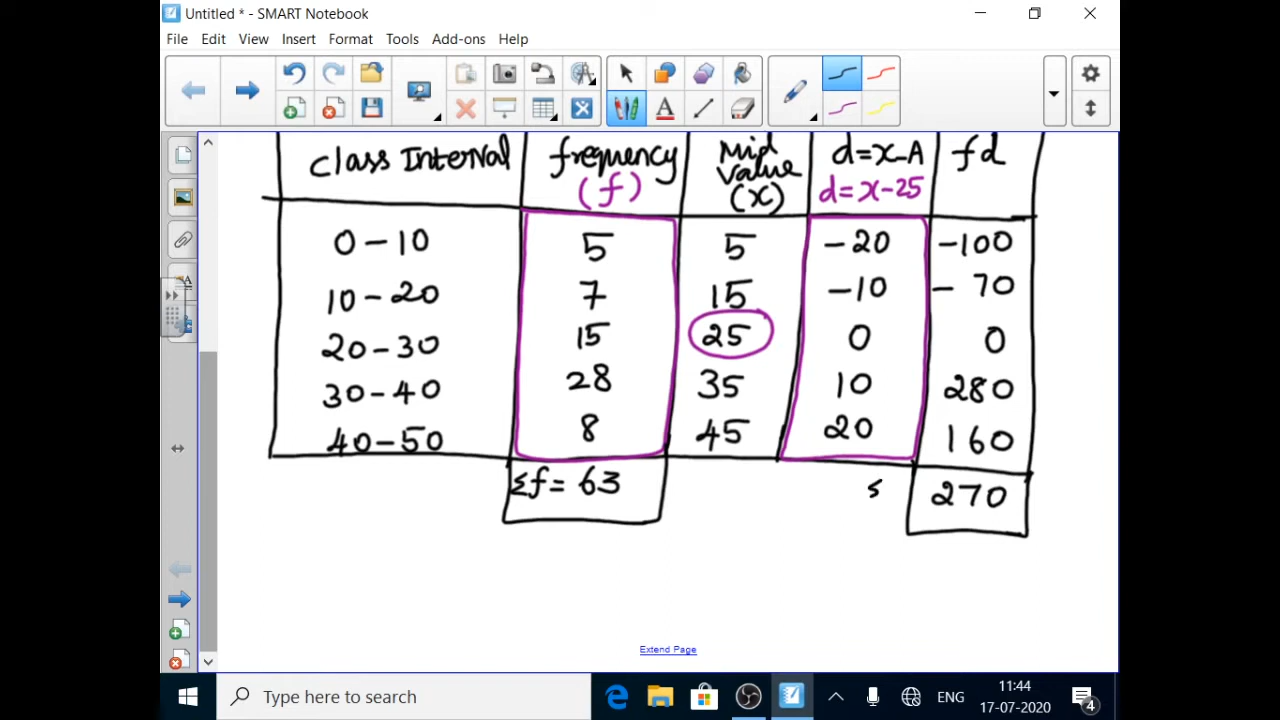 Untitled * - SMART Notebook
File Edit View Insert Format Tools Add-ons Help
Class Interval frequency (f) Mid Value (x) d=x-A d=x-25 fd
0-10 5 5 -20 -100
10-20 7 15 -10 -70
20-30 15 25 0 0
30-40 28 35 10 280
40-50 8 45 20 160
Σf= 63 270
Extend Page
Type here to search
ENG
11:44
17-07-2020
4